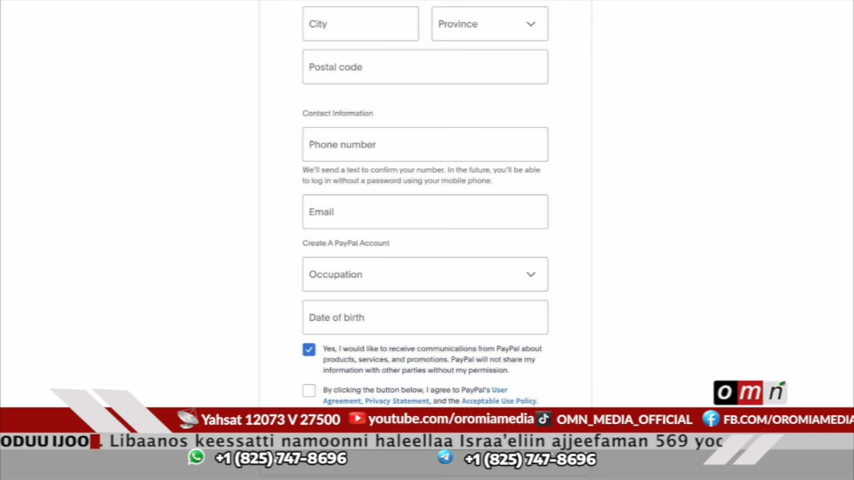 City
Province
Postal code
Contact Information
Phone number
We'll send a text to confirm your number. In the future, you'll be able
to log in without a password using your mobile phone.
Email
Create A PayPal Account
Occupation
Date of birth
Yes, I would like to receive communications from PayPal about
products, services, and promotions. PayPal will not share my
information with other parties without my permission.
By clicking the button below, I agree to PayPal's User
Agreement, Privacy Statement, and the Acceptable Use Policy.
omn
Yahsat 12073 V 27500 youtube.com/oromiamedia OMN_MEDIA_OFFICIAL FB.COM/OROMIAMEDIA
ODUU IJOO . Libaanos keessatti namoonni haleellaa Israa'eliin ajjeefaman 569 yoo
+1 (825) 747-8696 +1 (825) 747-8696